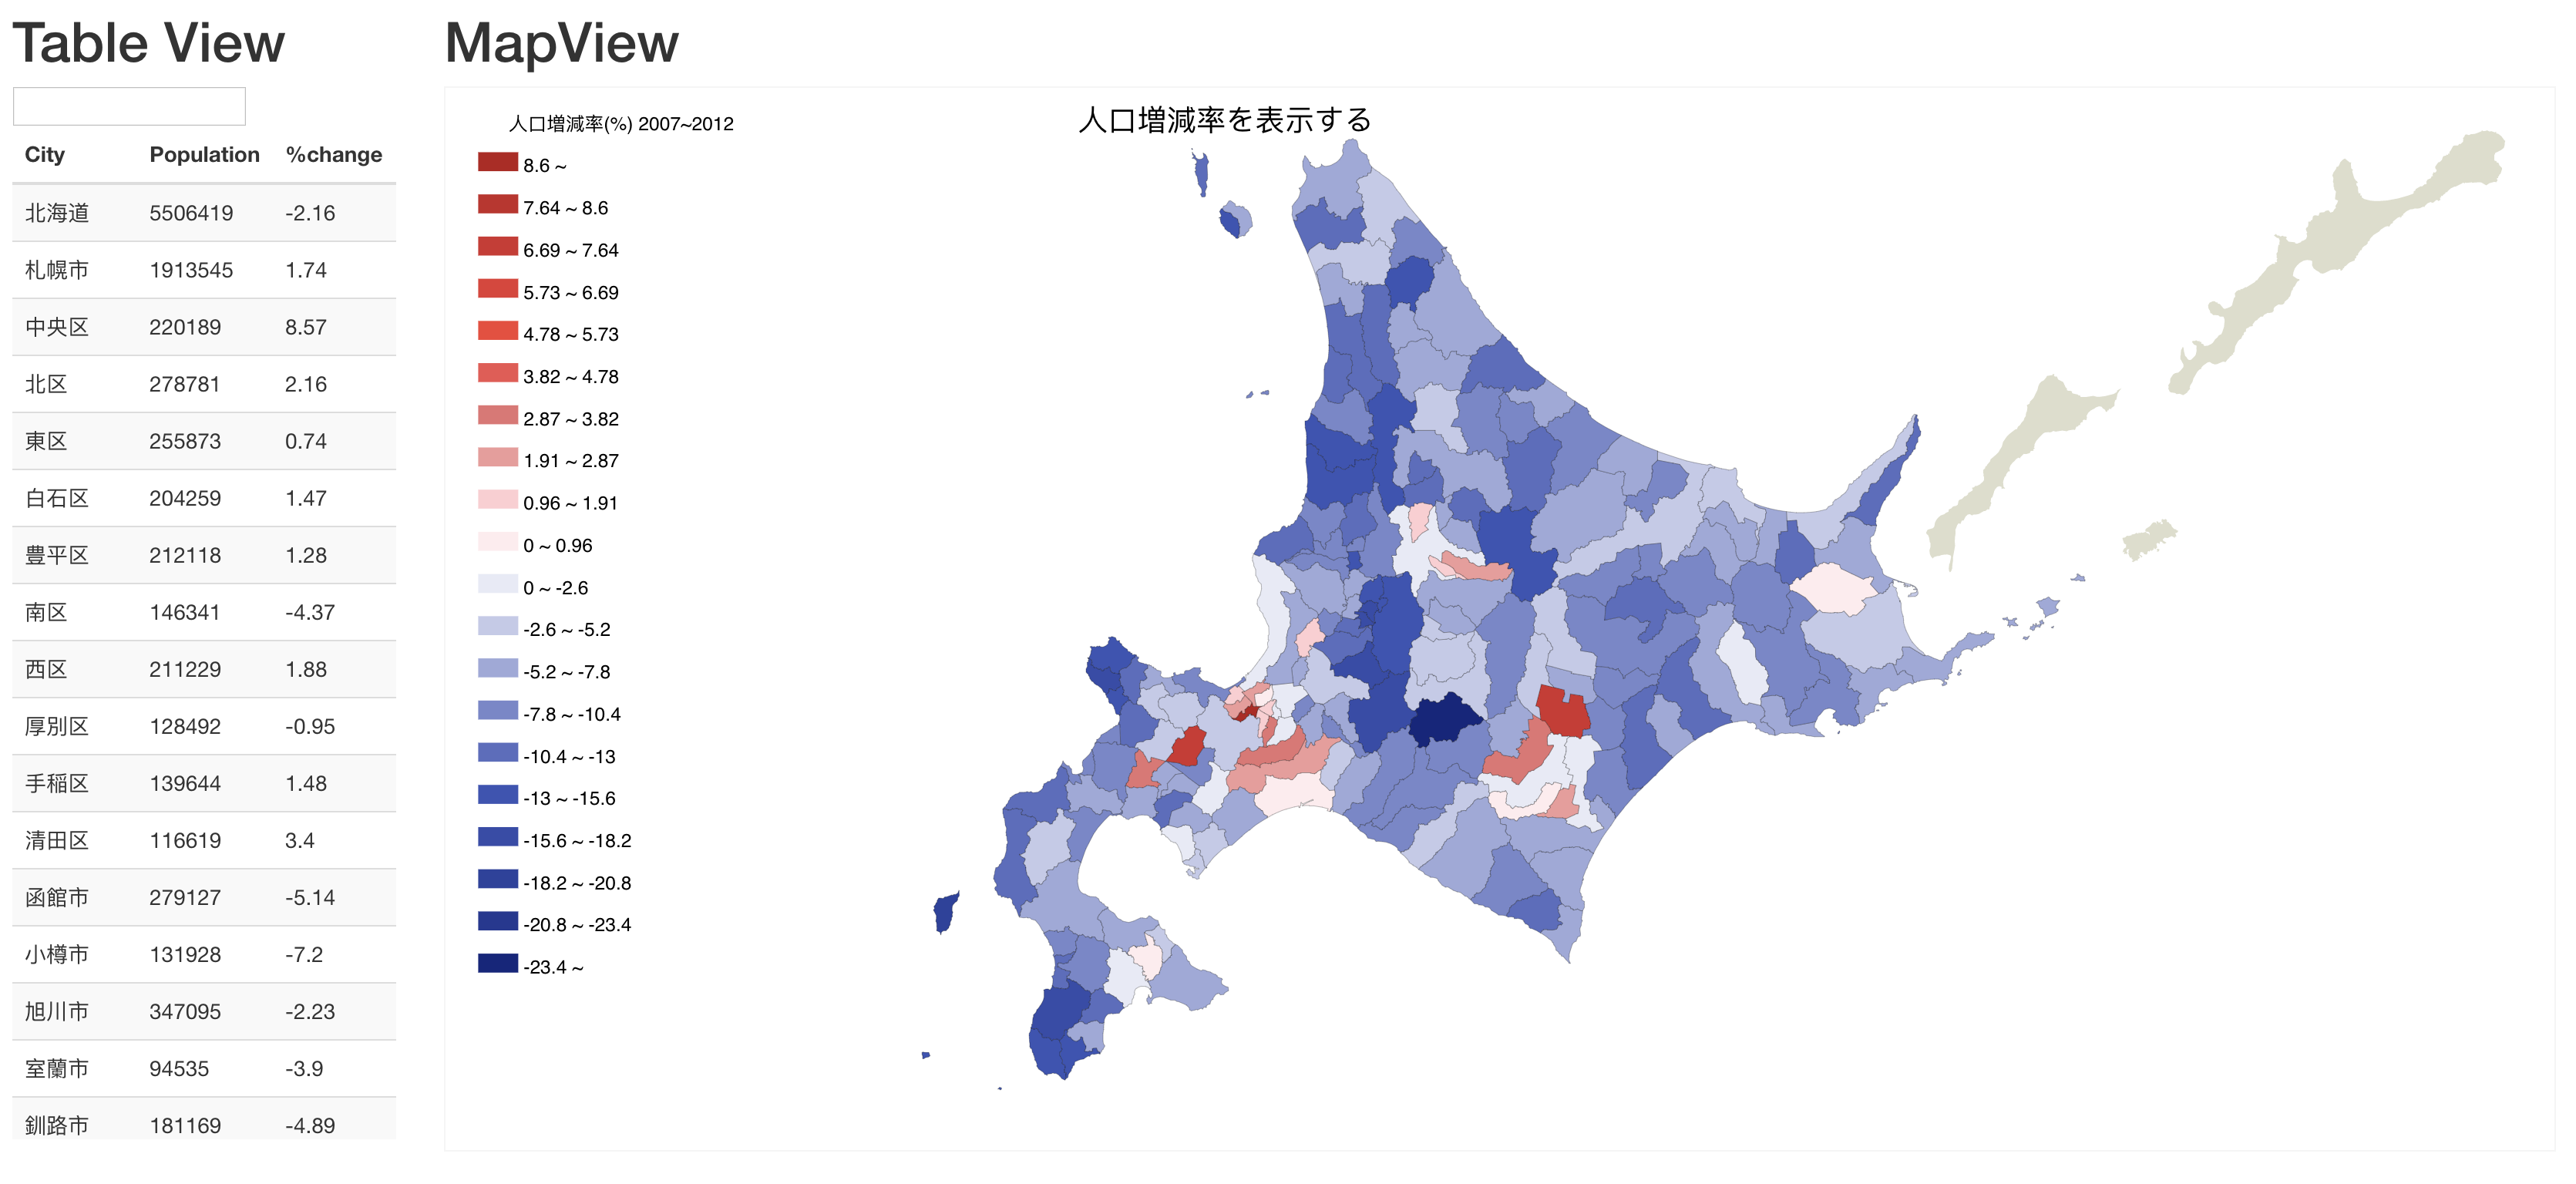 Table View
City Population %change
北海道 5506419 -2.16
札幌市 1913545 1.74
中央区 220189 8.57
北区 278781 2.16
東区 255873 0.74
白石区 204259 1.47
豊平区 212118 1.28
南区 146341 -4.37
西区 211229 1.88
厚別区 128492 -0.95
手稲区 139644 1.48
清田区 116619 3.4
函館市 279127 -5.14
小樽市 131928 -7.2
旭川市 347095 -2.23
室蘭市 94535 -3.9
釧路市 181169 -4.89
MapView
人口増減率を表示する
人口増減率(%) 2007~2012
8.6 ~
7.64 ~ 8.6
6.69 ~ 7.64
5.73 ~ 6.69
4.78 ~ 5.73
3.82 ~ 4.78
2.87 ~ 3.82
1.91 ~ 2.87
0.96 ~ 1.91
0 ~ 0.96
0 ~ -2.6
-2.6 ~ -5.2
-5.2 ~ -7.8
-7.8 ~ -10.4
-10.4 ~ -13
-13 ~ -15.6
-15.6 ~ -18.2
-18.2 ~ -20.8
-20.8 ~ -23.4
-23.4 ~